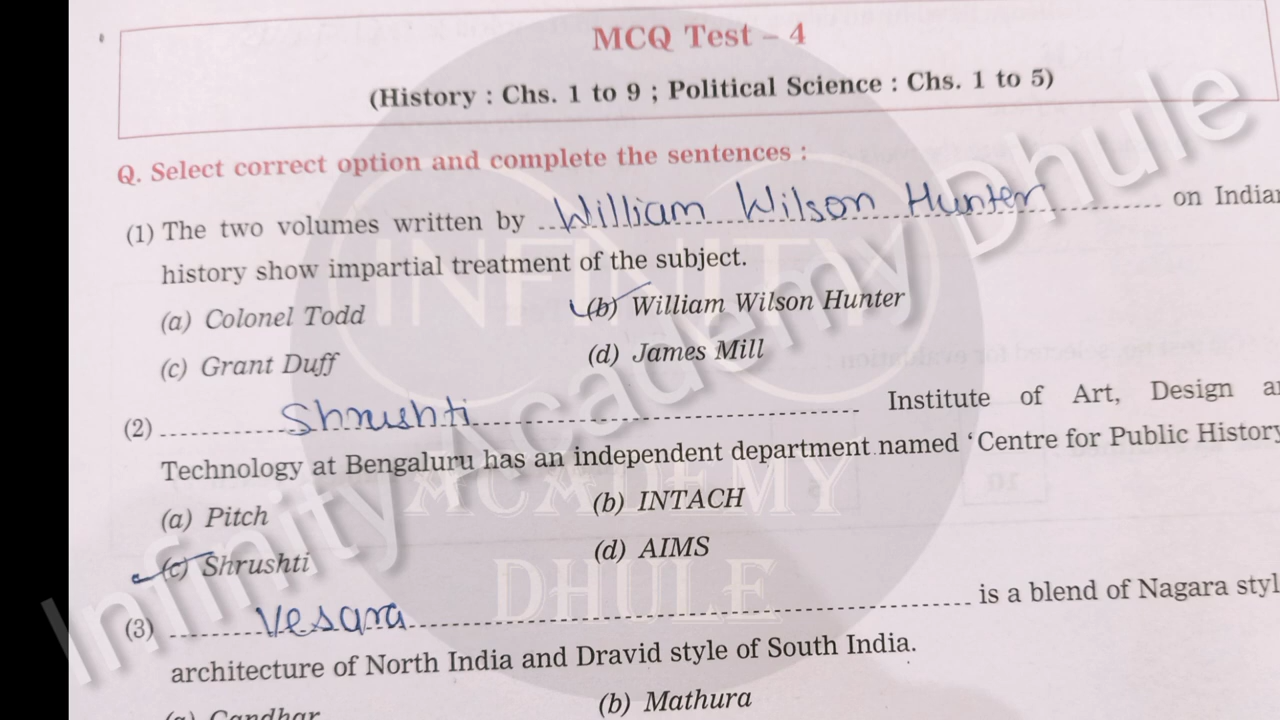 MCQ Test – 4
(History : Chs. 1 to 9 ; Political Science : Chs. 1 to 5)
Q. Select correct option and complete the sentences :
(1) The two volumes written by William Wilson Hunter on Indian
history show impartial treatment of the subject.
(a) Colonel Todd (b) William Wilson Hunter
(c) Grant Duff (d) James Mill
(2) Shrushti Institute of Art, Design
Technology at Bengaluru has an independent department named ‘Centre for Public History
(a) Pitch (b) INTACH
(c) Shrushti (d) AIMS
(3) Vesara is a blend of Nagara
architecture of North India and Dravid style of South India.
(a) Gandhar (b) Mathura
Infinity Academy Dhule
INFINITY
ACADEMY
DHULE